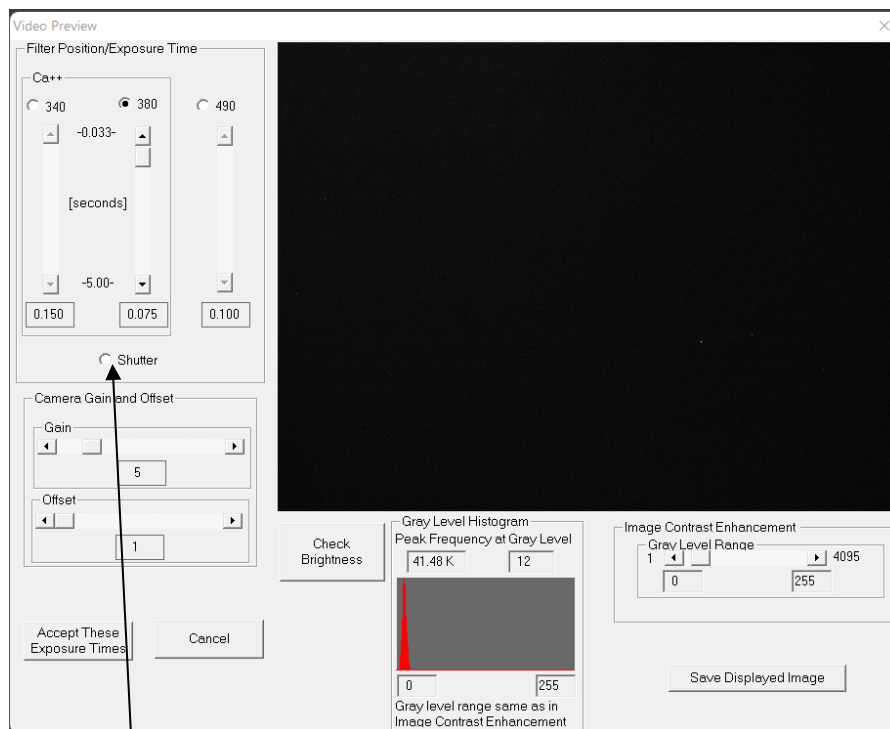 Video Preview
Filter Position/Exposure Time
Ca++
340
380
490
-0.033-
[seconds]
-5.00-
0.150
0.075
0.100
Shutter
Camera Gain and Offset
Gain
5
Offset
1
Accept These
Exposure Times
Cancel
Check
Brightness
Gray Level Histogram
Peak Frequency at Gray Level
41.48 K
12
0
255
Gray level range same as in
Image Contrast Enhancement
Image Contrast Enhancement
Gray Level Range
1
4095
0
255
Save Displayed Image